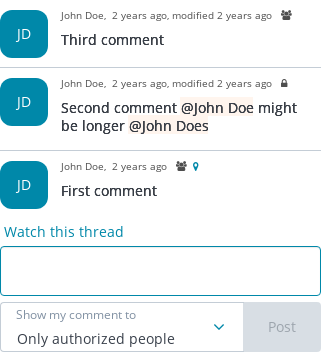 JD
John Doe,  2 years ago, modified 2 years ago
Third comment
JD
John Doe,  2 years ago, modified 2 years ago
Second comment @John Doe might
be longer @John Does
JD
John Doe,  2 years ago
First comment
Watch this thread
Show my comment to
Only authorized people
Post